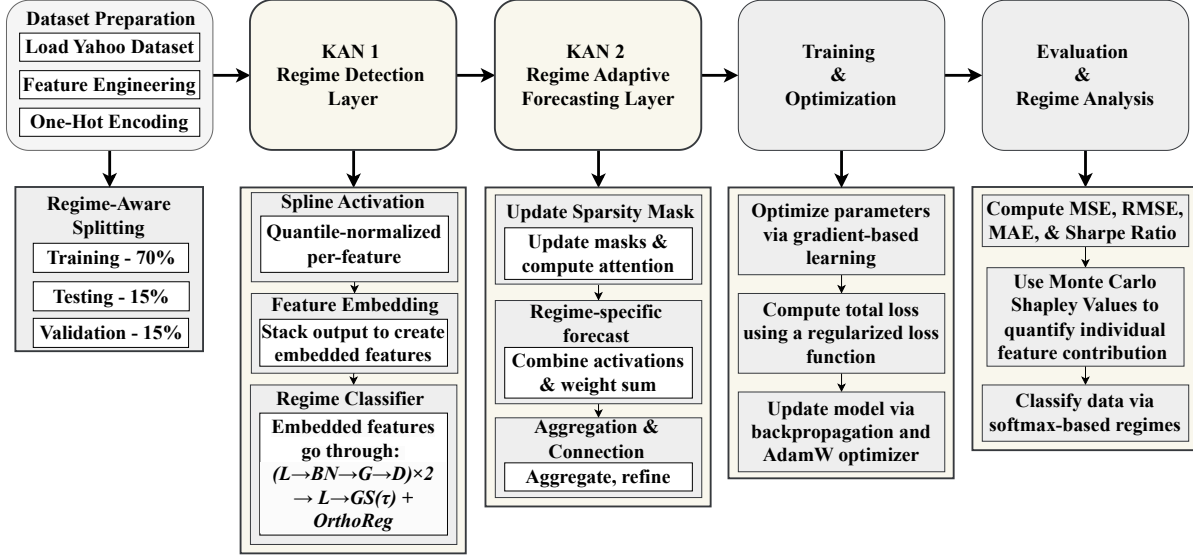 Dataset Preparation
Load Yahoo Dataset
Feature Engineering
One-Hot Encoding
KAN 1
Regime Detection
Layer
KAN 2
Regime Adaptive
Forecasting Layer
Training
&
Optimization
Evaluation
&
Regime Analysis
Regime-Aware
Splitting
Training - 70%
Testing - 15%
Validation - 15%
Spline Activation
Quantile-normalized
per-feature
Feature Embedding
Stack output to create
embedded features
Regime Classifier
Embedded features
go through:
(L→BN→G→D)×2
→ L→GS(τ) +
OrthoReg
Update Sparsity Mask
Update masks &
compute attention
Regime-specific
forecast
Combine activations
& weight sum
Aggregation &
Connection
Aggregate, refine
Optimize parameters
via gradient-based
learning
Compute total loss
using a regularized loss
function
Update model via
backpropagation and
AdamW optimizer
Compute MSE, RMSE,
MAE, & Sharpe Ratio
Use Monte Carlo
Shapley Values to
quantify individual
feature contribution
Classify data via
softmax-based regimes